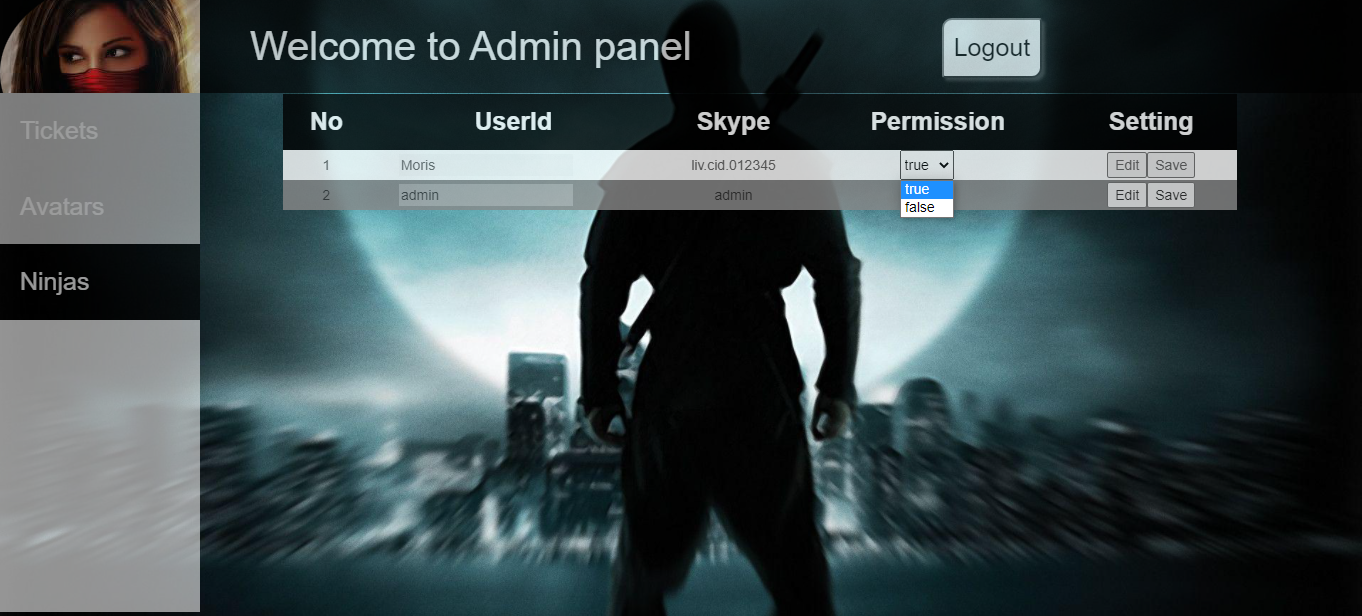 Welcome to Admin panel
Logout
Tickets
Avatars
Ninjas
No UserId Skype Permission Setting
1 Moris liv.cid.012345 true Edit Save
2 admin admin Edit Save
true
false